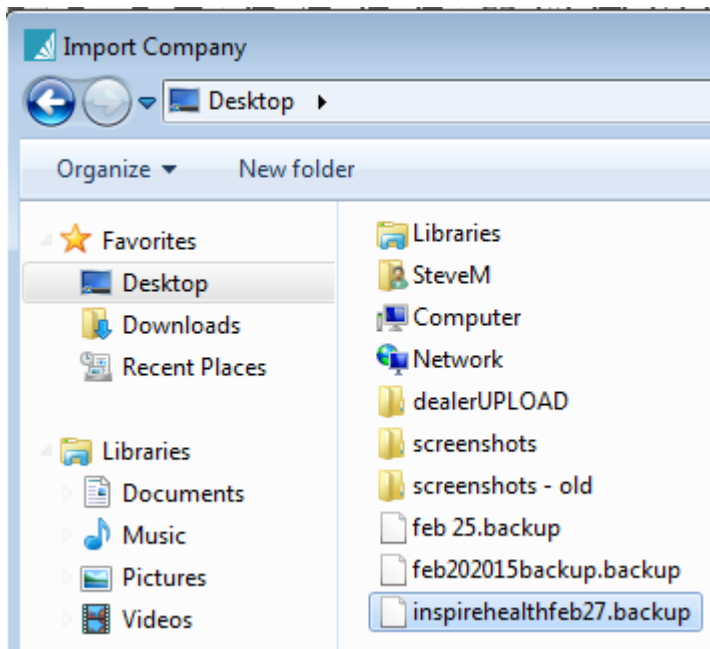 Import Company
Desktop
Organize New folder
Favorites
Desktop
Downloads
Recent Places
Libraries
Documents
Music
Pictures
Videos
Libraries
SteveM
Computer
Network
dealerUPLOAD
screenshots
screenshots - old
feb 25.backup
feb202015backup.backup
inspirehealthfeb27.backup